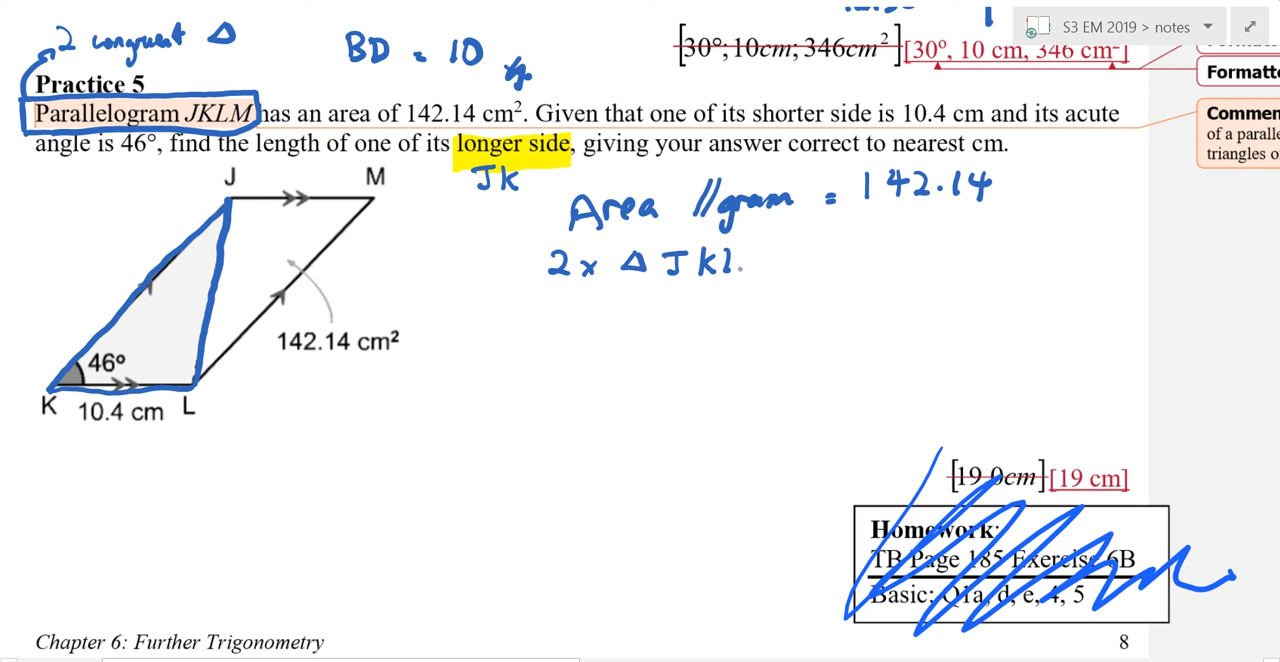 S3 EM 2019 > notes
2 congruent Δ
BD = 10
[30°; 10cm; 346cm²] [30°, 10 cm, 346 cm²]
Practice 5
Formatte
Parallelogram JKLM has an area of 142.14 cm². Given that one of its shorter side is 10.4 cm and its acute
angle is 46°, find the length of one of its longer side, giving your answer correct to nearest cm.
Commen
of a paralle
triangles o
J
M
JK
Area //gram = 142.14
2x Δ JKL
142.14 cm²
46°
K
10.4 cm
L
[19.0cm] [19 cm]
Homework:
TB Page 185 Exercise 6B
Basic: Q1a, d, e, 4, 5
Chapter 6: Further Trigonometry
8